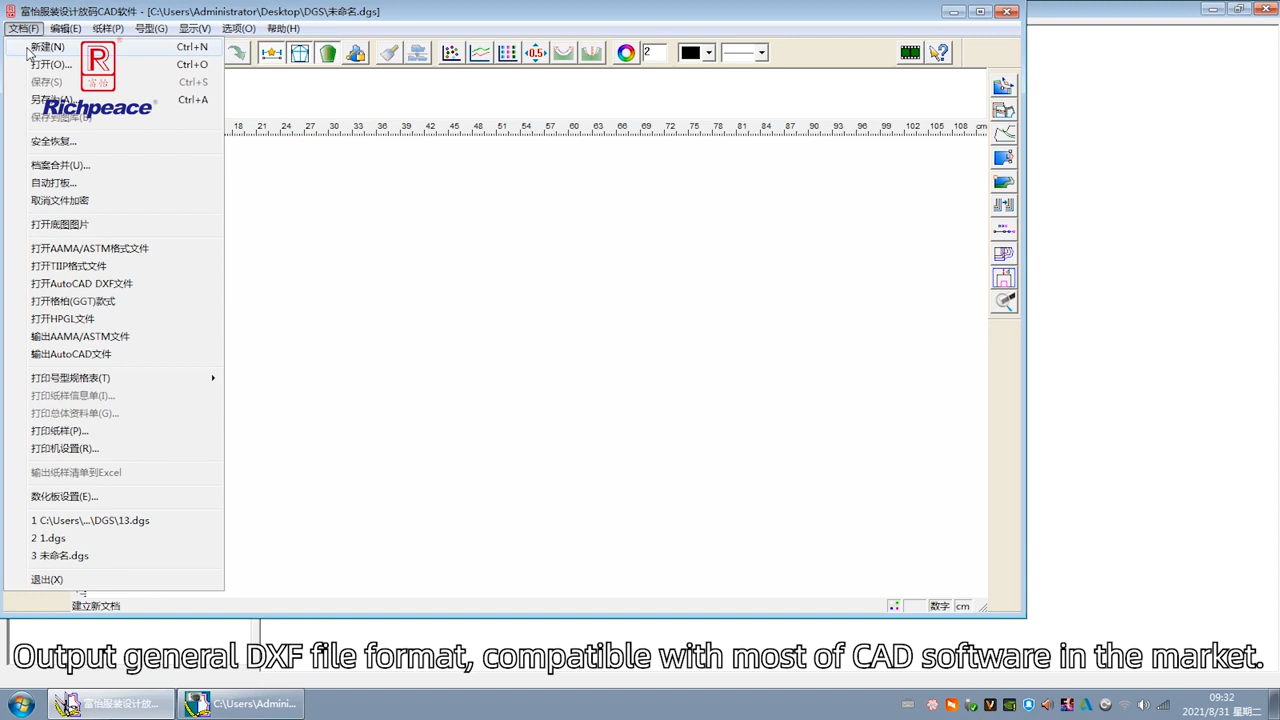 富怡服装设计放码CAD软件 - [C:\Users\Administrator\Desktop\DGS\未命名.dgs]
文档(F) 编辑(E) 纸样(P) 号型(G) 显示(V) 选项(O) 帮助(H)
新建(N) Ctrl+N
打开(O)... Ctrl+O
保存(S) Ctrl+S
另存为(A)... Ctrl+A
保存到图库(B)
R
富怡
Richpeace
2
18 21 24 27 30 33 36 39 42 45 48 51 54 57 60 63 66 69 72 75 78 81 84 87 90 93 96 99 102 105 108 cm
安全恢复...
档案合并(U)...
自动打板...
取消文件加密
打开底图图片
打开AAMA/ASTM格式文件
打开TIIP格式文件
打开AutoCAD DXF文件
打开格柏(GGT)款式
打开HPGL文件
输出AAMA/ASTM文件
输出AutoCAD文件
打印号型规格表(T)
打印纸样信息单(I)...
打印总体资料单(G)...
打印纸样(P)...
打印机设置(R)...
输出纸样清单到Excel
数化板设置(E)...
1 C:\Users\...\DGS\13.dgs
2 1.dgs
3 未命名.dgs
退出(X)
建立新文档 数字 cm
Output general DXF file format, compatible with most of CAD software in the market.
富怡服装设计放... C:\Users\Admini...
09:32
2021/8/31 星期二